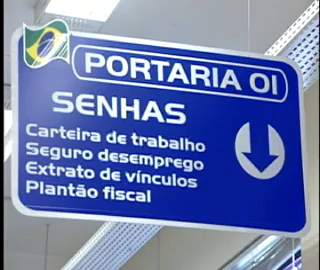 PORTARIA 01
SENHAS
Carteira de trabalho
Seguro desemprego
Extrato de vínculos
Plantão fiscal